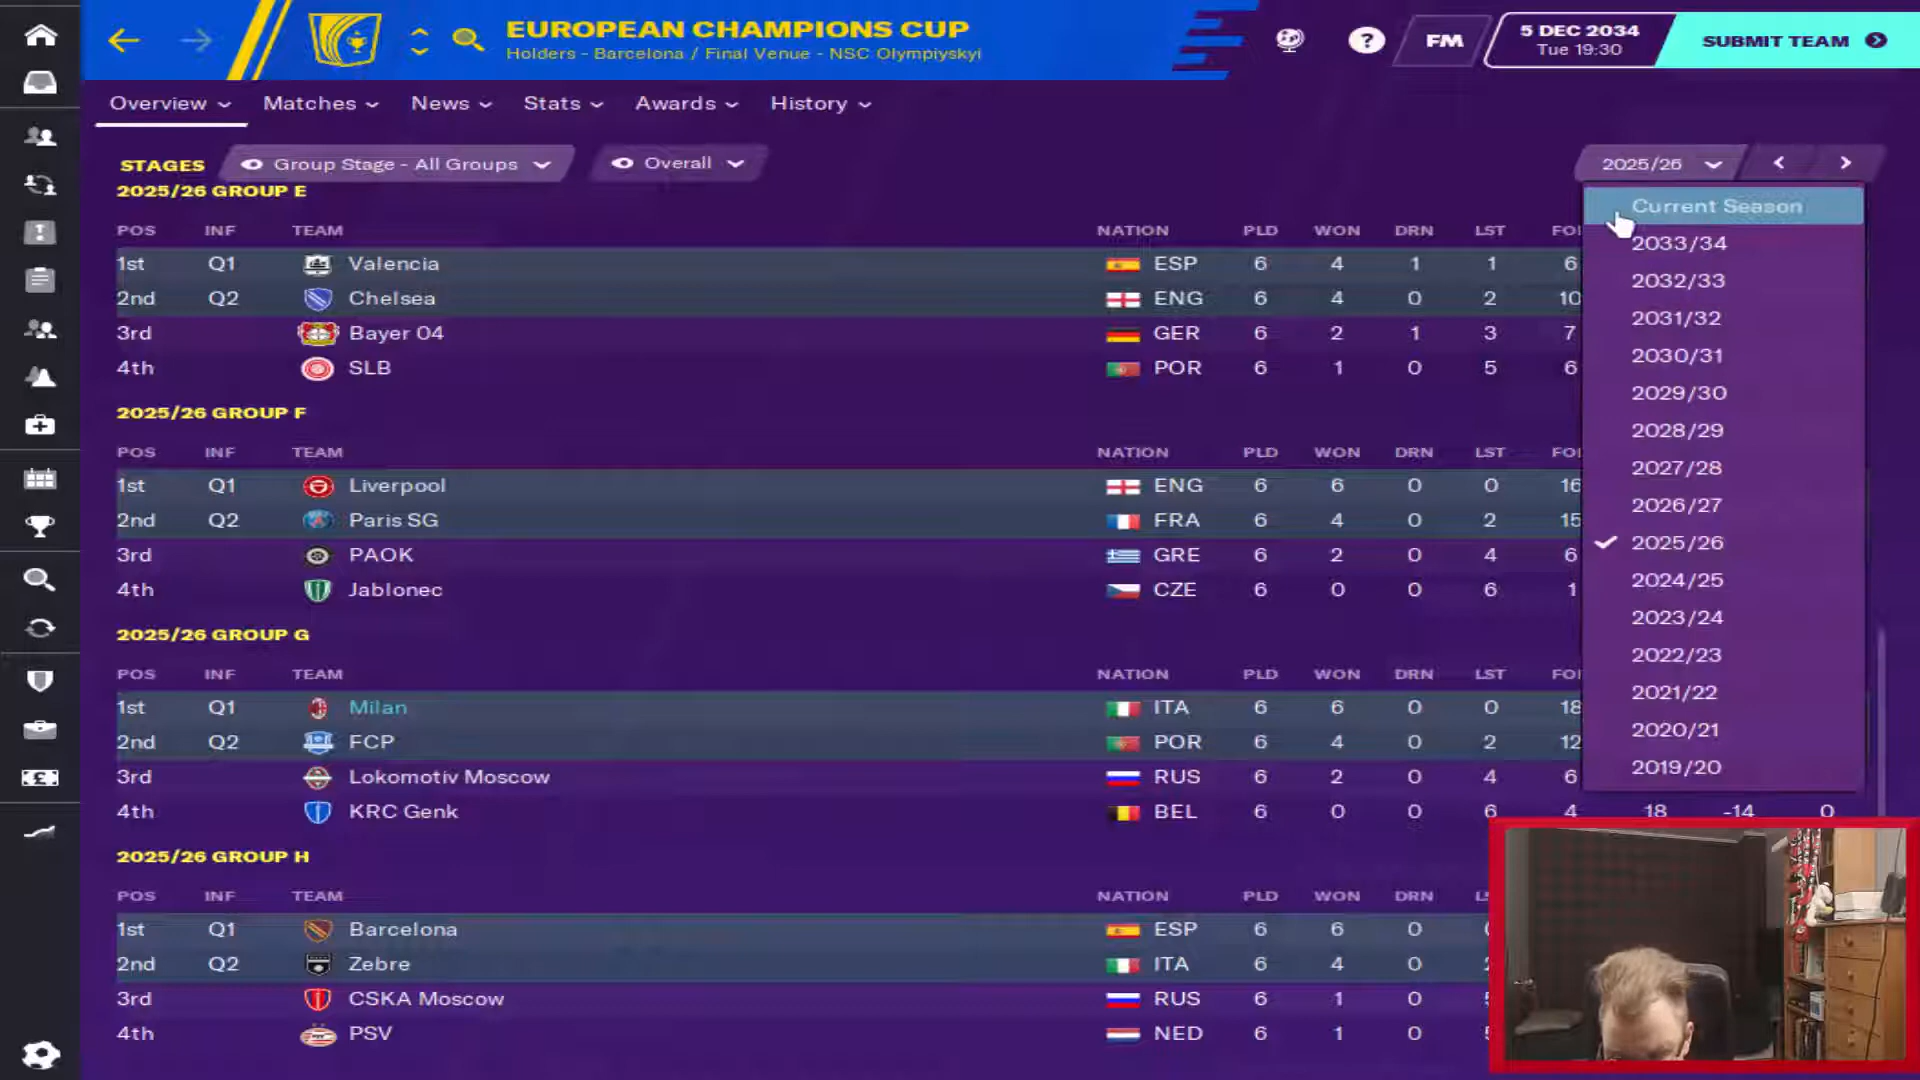 EUROPEAN CHAMPIONS CUP
Holders - Barcelona / Final Venue - NSC Olympiyskyi
FM
5 DEC 2034
Tue 19:30
SUBMIT TEAM
Overview Matches News Stats Awards History
STAGES Group Stage - All Groups Overall 2025/26
2025/26 GROUP E
POS INF TEAM NATION PLD WON DRN LST FO
1st Q1 Valencia ESP 6 4 1 1 6
2nd Q2 Chelsea ENG 6 4 0 2 10
3rd Bayer 04 GER 6 2 1 3 7
4th SLB POR 6 1 0 5 6
2025/26 GROUP F
POS INF TEAM NATION PLD WON DRN LST FO
1st Q1 Liverpool ENG 6 6 0 0 16
2nd Q2 Paris SG FRA 6 4 0 2 15
3rd PAOK GRE 6 2 0 4 6
4th Jablonec CZE 6 0 0 6 1
2025/26 GROUP G
POS INF TEAM NATION PLD WON DRN LST FO
1st Q1 Milan ITA 6 6 0 0 18
2nd Q2 FCP POR 6 4 0 2 12
3rd Lokomotiv Moscow RUS 6 2 0 4 6
4th KRC Genk BEL 6 0 0 6 4 18 -14 0
2025/26 GROUP H
POS INF TEAM NATION PLD WON DRN L
1st Q1 Barcelona ESP 6 6 0
2nd Q2 Zebre ITA 6 4 0
3rd CSKA Moscow RUS 6 1 0
4th PSV NED 6 1 0
Current Season
2033/34
2032/33
2031/32
2030/31
2029/30
2028/29
2027/28
2026/27
2025/26
2024/25
2023/24
2022/23
2021/22
2020/21
2019/20